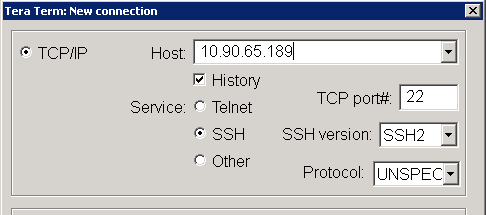 Tera Term: New connection
TCP/IP Host: 10.90.65.189
History
Service: Telnet TCP port#: 22
SSH SSH version: SSH2
Other Protocol: UNSPEC